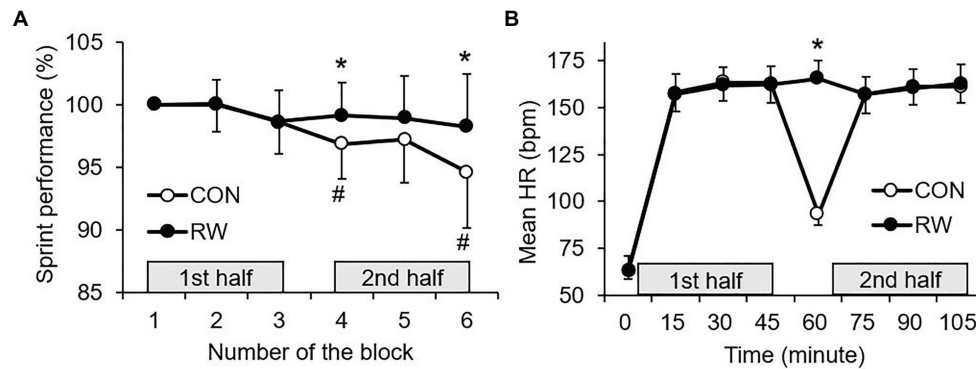 A
Sprint performance (%)
105
100
95
90
85
*
*
#
#
CON
RW
1st half
2nd half
1 2 3 4 5 6
Number of the block
B
Mean HR (bpm)
175
150
125
100
75
50
*
CON
RW
1st half
2nd half
0 15 30 45 60 75 90 105
Time (minute)